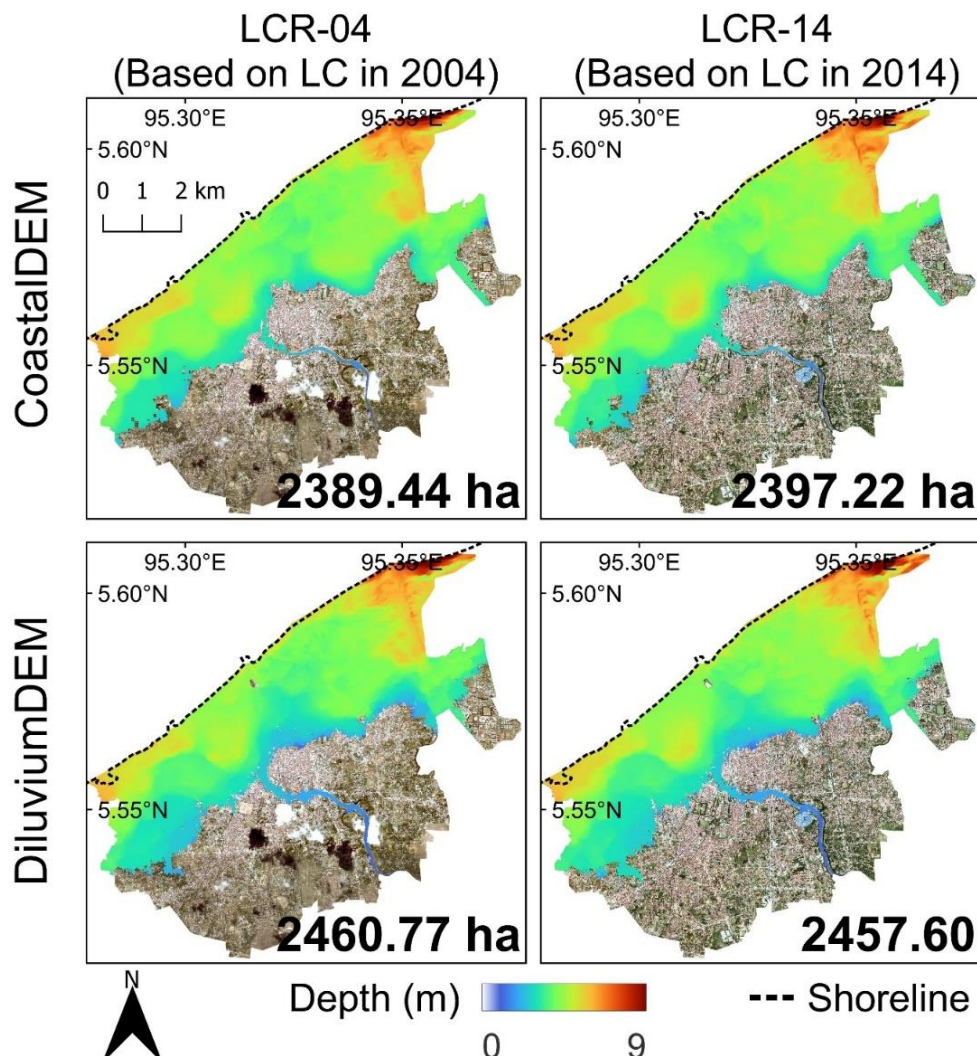 LCR-04
(Based on LC in 2004)
LCR-14
(Based on LC in 2014)
CoastalDEM
95.30°E 95.35°E
5.60°N
0 1 2 km
5.55°N
2389.44 ha
95.30°E 95.35°E
5.60°N
5.55°N
2397.22 ha
DiluviumDEM
95.30°E 95.35°E
5.60°N
5.55°N
2460.77 ha
95.30°E 95.35°E
5.60°N
5.55°N
2457.60
N
Depth (m)
0 9
Shoreline